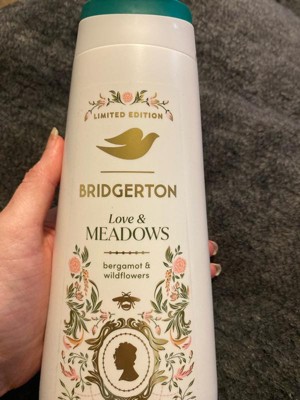 LIMITED EDITION
BRIDGERTON
Love &
MEADOWS
bergamot &
wildflowers